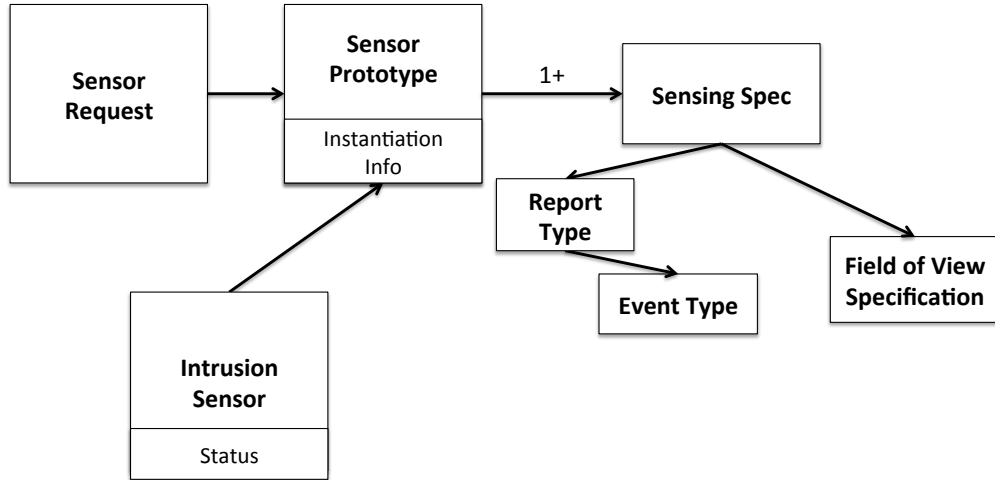 Sensor
Request
Sensor
Prototype
Instantiation
Info
1+
Sensing Spec
Report
Type
Event Type
Field of View
Specification
Intrusion
Sensor
Status